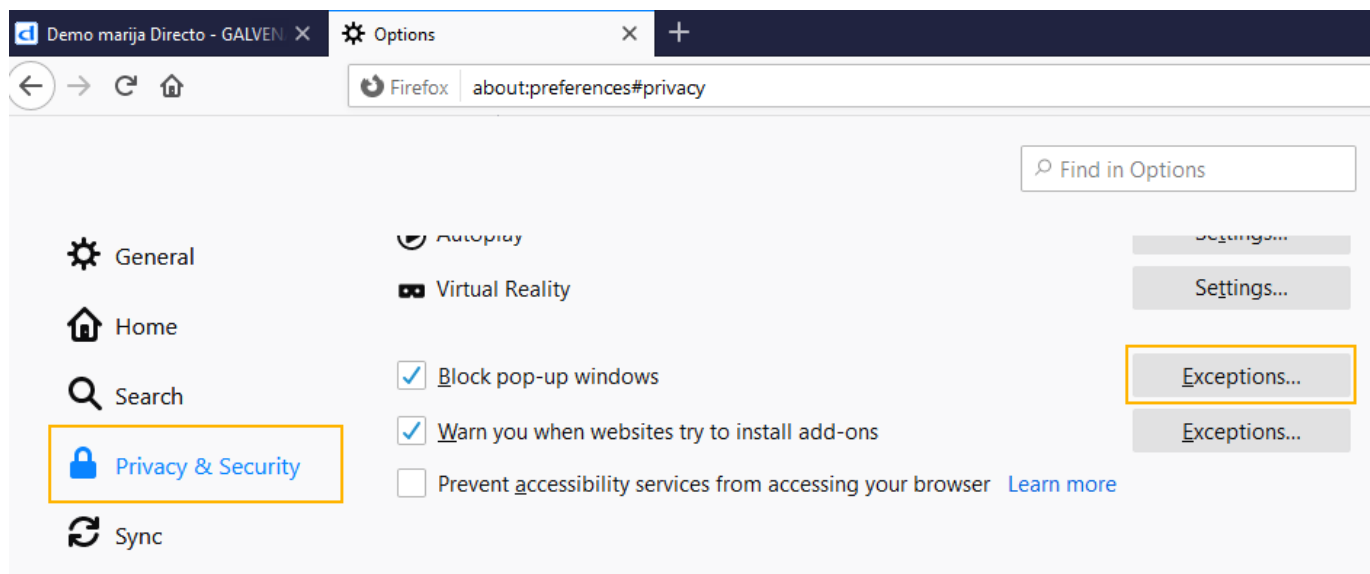 Demo marija Directo - GALVEN
Options
Firefox about:preferences#privacy
Find in Options
Autoplay Settings...
General
Virtual Reality Settings...
Home
Block pop-up windows Exceptions...
Search
Warn you when websites try to install add-ons Exceptions...
Privacy & Security
Prevent accessibility services from accessing your browser Learn more
Sync